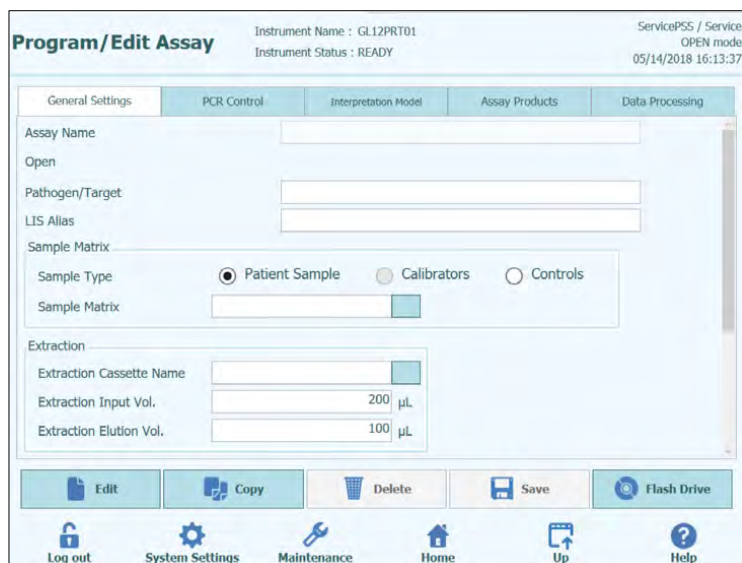 Program/Edit Assay
Instrument Name : GL12PRT01
Instrument Status : READY
ServicePSS / Service
OPEN mode
05/14/2018 16:13:37
General Settings PCR Control Interpretation Model Assay Products Data Processing
Assay Name
Open
Pathogen/Target
LIS Alias
Sample Matrix
Sample Type Patient Sample Calibrators Controls
Sample Matrix
Extraction
Extraction Cassette Name
Extraction Input Vol. 200 µL
Extraction Elution Vol. 100 µL
Edit Copy Delete Save Flash Drive
Log out System Settings Maintenance Home Up Help